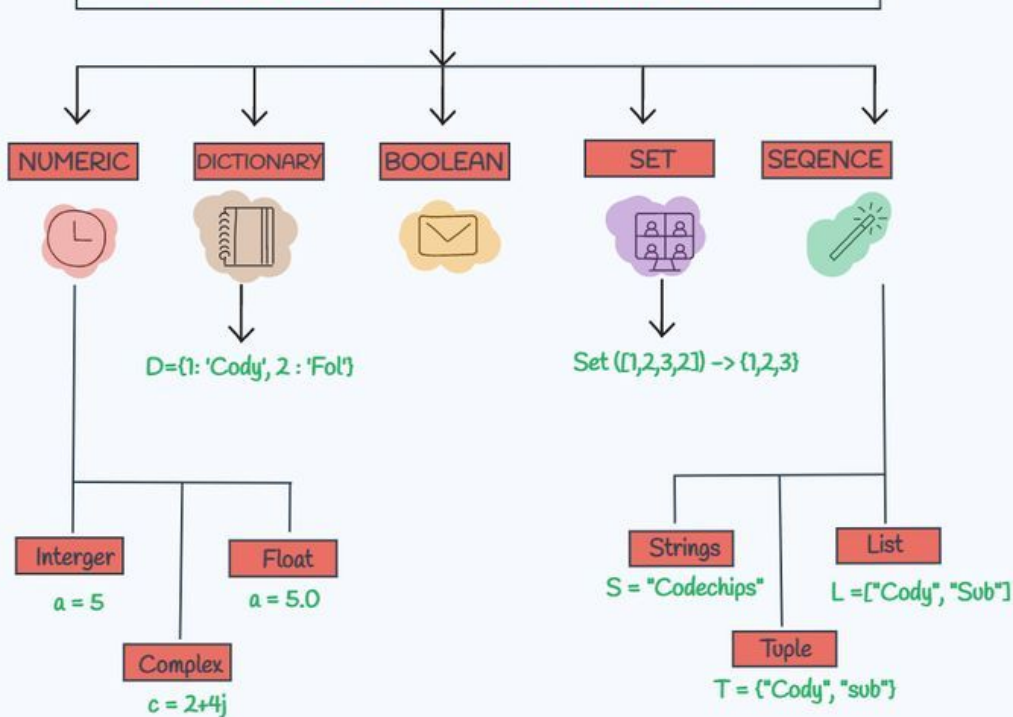 NUMERIC
DICTIONARY
BOOLEAN
SET
SEQENCE
D={1: 'Cody', 2 : 'Fol'}
Set ([1,2,3,2]) -> {1,2,3}
Interger
a = 5
Float
a = 5.0
Complex
c = 2+4j
Strings
S = "Codechips"
List
L =["Cody", "Sub"]
Tuple
T = {"Cody", "sub"}